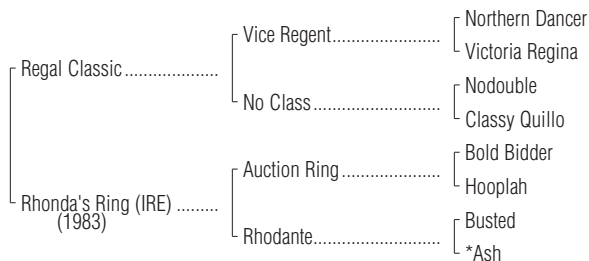 Northern Dancer
Vice Regent
Victoria Regina
Regal Classic
Nodouble
No Class
Classy Quillo
Bold Bidder
Auction Ring
Hooplah
Rhonda's Ring (IRE)
(1983)
Busted
Rhodante
*Ash